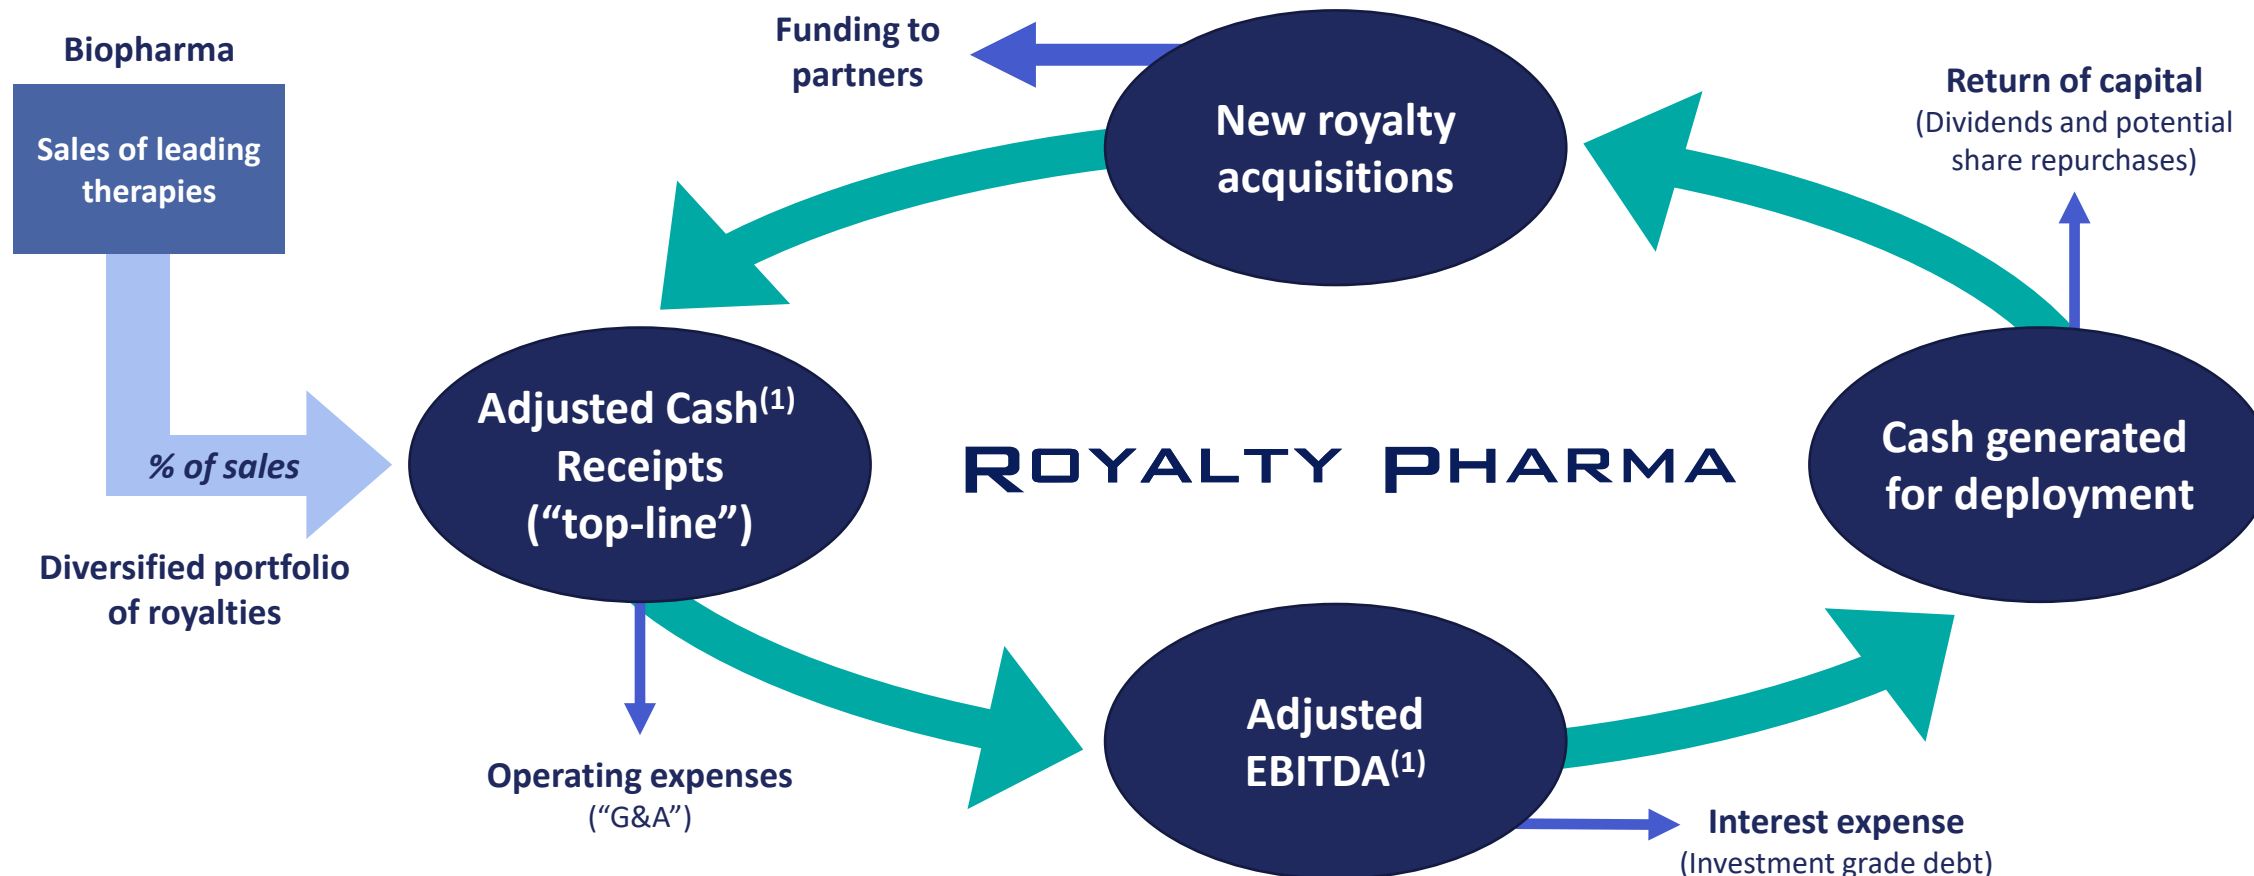 Biopharma
Sales of leading
therapies
% of sales
Diversified portfolio
of royalties
Funding to
partners
New royalty
acquisitions
Return of capital
(Dividends and potential
share repurchases)
Adjusted Cash(1)
Receipts
(“top-line”)
ROYALTY PHARMA
Cash generated
for deployment
Operating expenses
(“G&A”)
Adjusted
EBITDA(1)
Interest expense
(Investment grade debt)